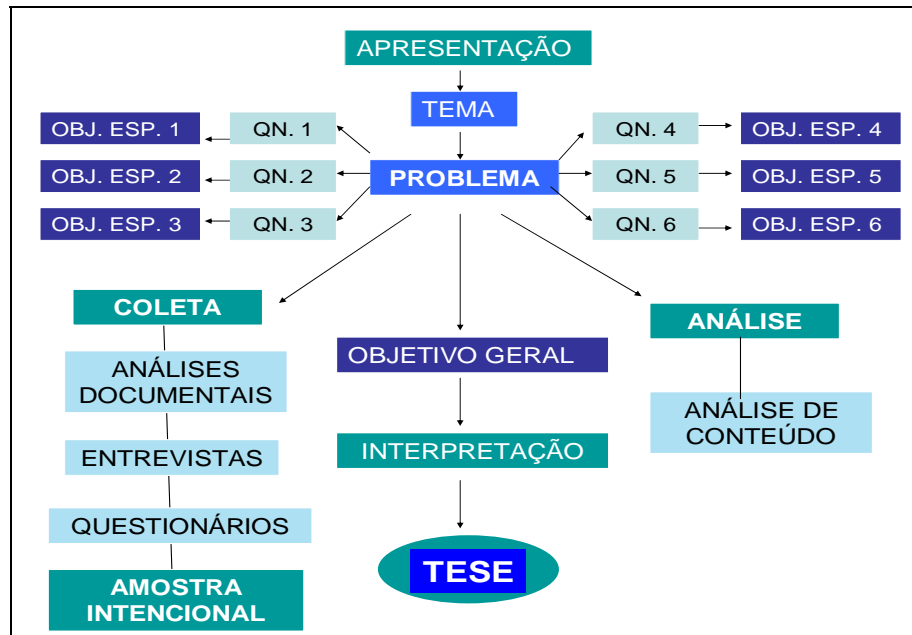 APRESENTAÇÃO
TEMA
OBJ. ESP. 1
QN. 1
QN. 4
OBJ. ESP. 4
OBJ. ESP. 2
QN. 2
PROBLEMA
QN. 5
OBJ. ESP. 5
OBJ. ESP. 3
QN. 3
QN. 6
OBJ. ESP. 6
COLETA
ANÁLISES
DOCUMENTAIS
ENTREVISTAS
QUESTIONÁRIOS
AMOSTRA
INTENCIONAL
OBJETIVO GERAL
INTERPRETAÇÃO
TESE
ANÁLISE
ANÁLISE DE
CONTEÚDO